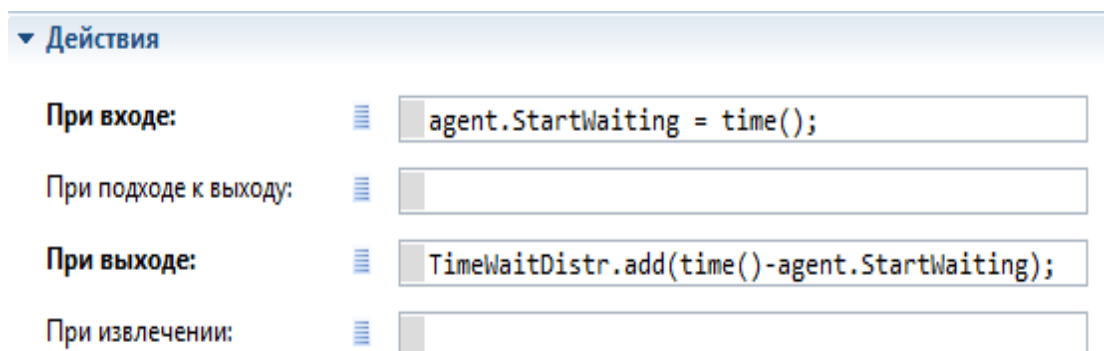 Действия
При входе: agent.StartWaiting = time();
При подходе к выходу:
При выходе: TimeWaitDistr.add(time()-agent.StartWaiting);
При извлечении: